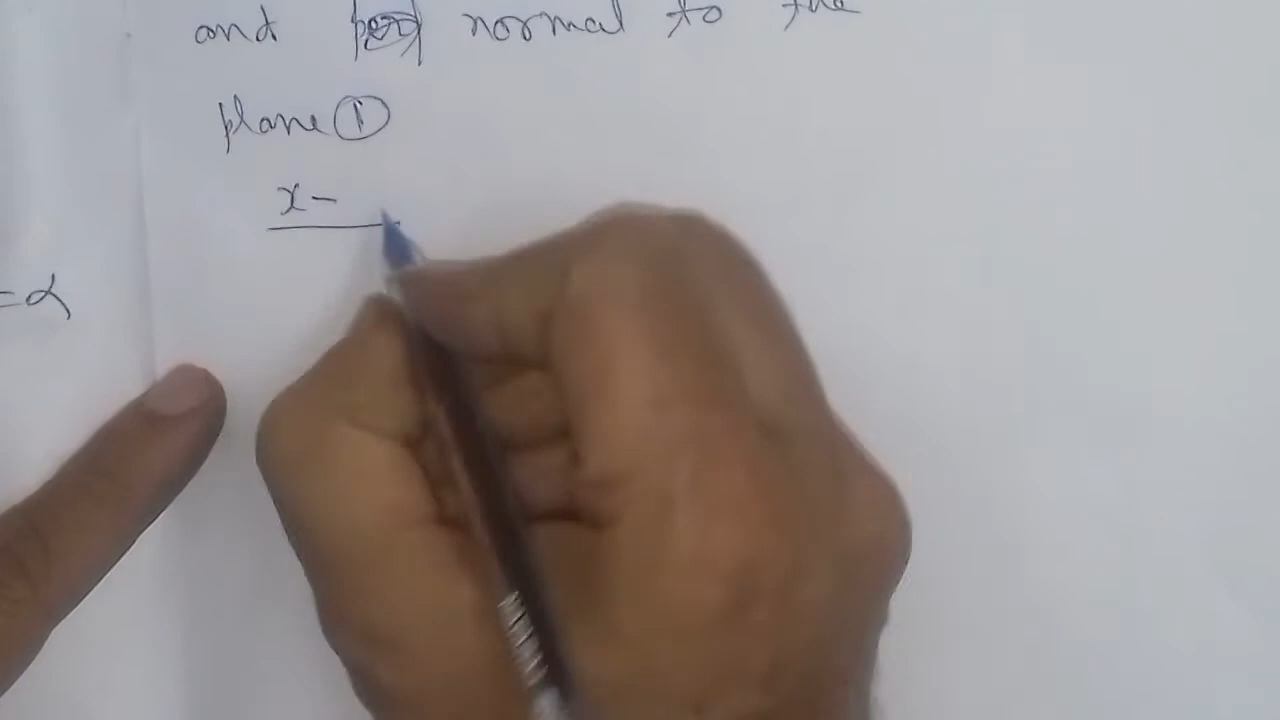 and normal to the
plane ①
x-
=α